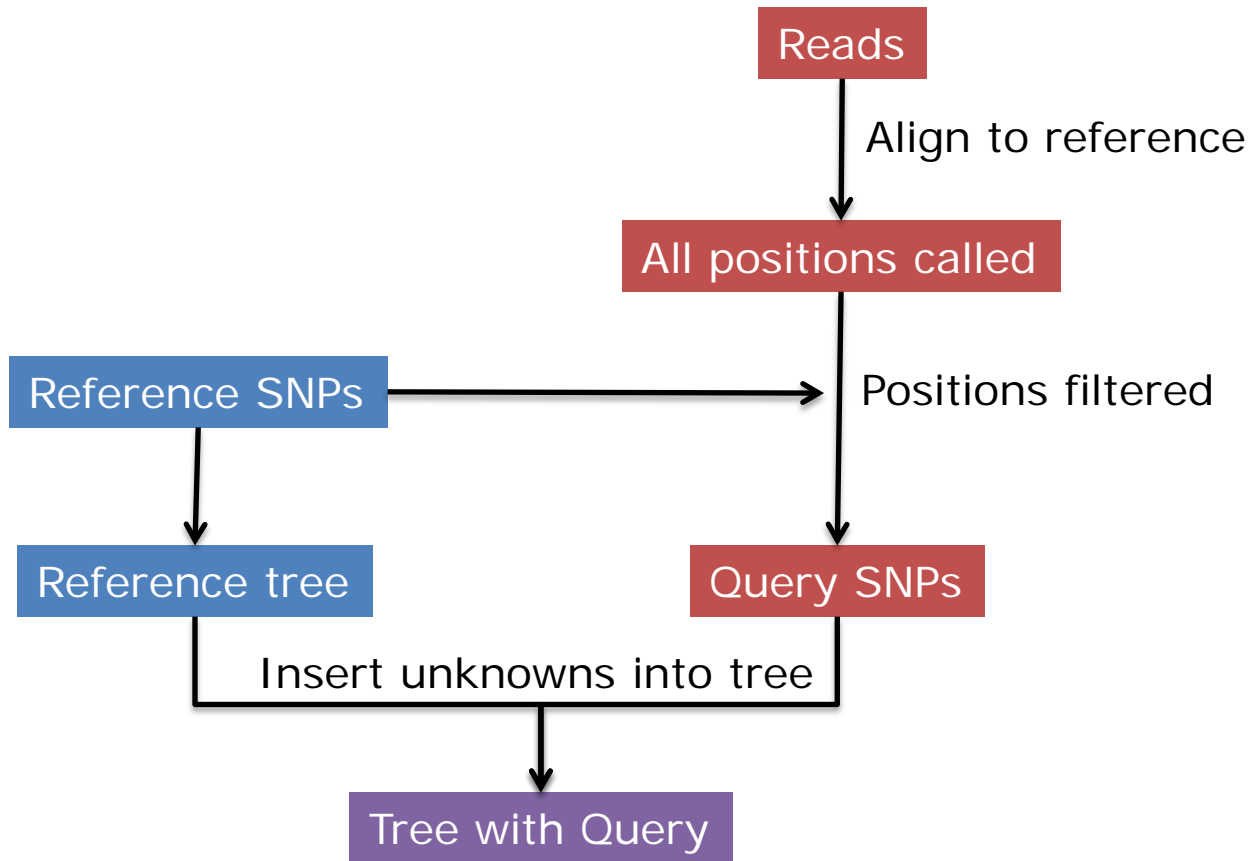 Reads
Align to reference
All positions called
Reference SNPs
Positions filtered
Reference tree
Query SNPs
Insert unknowns into tree
Tree with Query